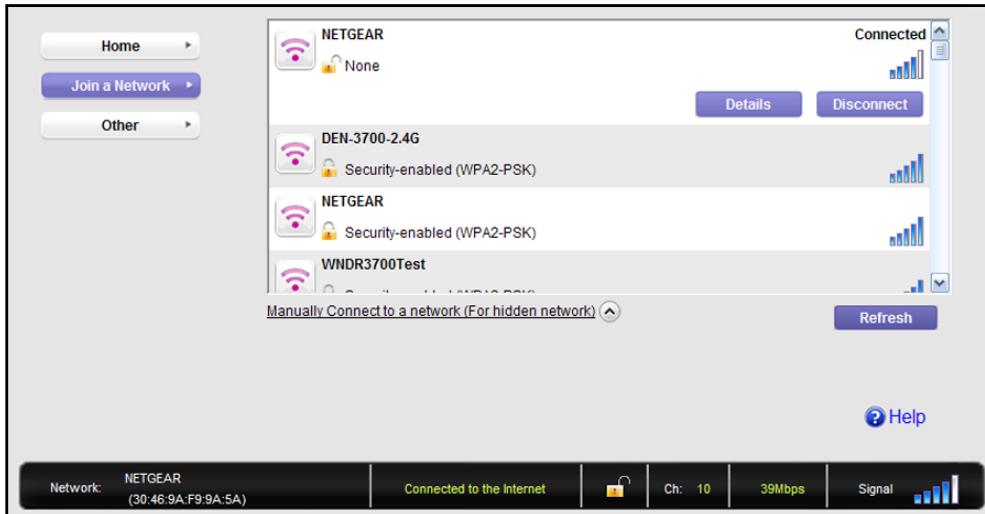 Home
Join a Network
Other
NETGEAR
Connected
None
Details
Disconnect
DEN-3700-2.4G
Security-enabled (WPA2-PSK)
NETGEAR
Security-enabled (WPA2-PSK)
WNDR3700Test
Manually Connect to a network (For hidden network)
Refresh
? Help
Network: NETGEAR
(30:46:9A:F9:9A:5A)
Connected to the Internet
Ch: 10
39Mbps
Signal